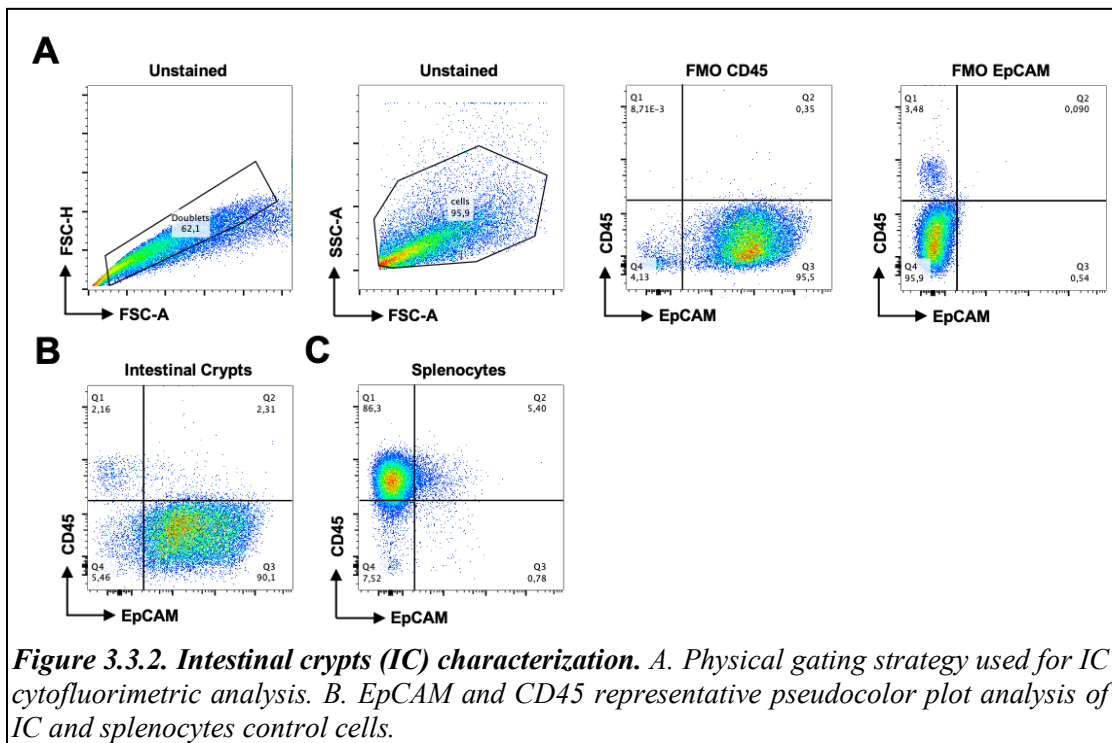 A
Unstained
Unstained
FMO CD45
FMO EpCAM
FSC-H
Doublets
62,1
FSC-A
SSC-A
cells
95,9
FSC-A
CD45
Q1
8,71E-3
Q2
0,35
Q4
4,13
Q3
95,5
EpCAM
CD45
Q1
3,48
Q2
0,090
Q4
95,9
Q3
0,54
EpCAM
B
Intestinal Crypts
CD45
Q1
2,16
Q2
2,31
Q4
5,46
Q3
90,1
EpCAM
C
Splenocytes
CD45
Q1
86,3
Q2
5,40
Q4
7,52
Q3
0,78
EpCAM
Figure 3.3.2. Intestinal crypts (IC) characterization. A. Physical gating strategy used for IC
cytofluorimetric analysis. B. EpCAM and CD45 representative pseudocolor plot analysis of
IC and splenocytes control cells.